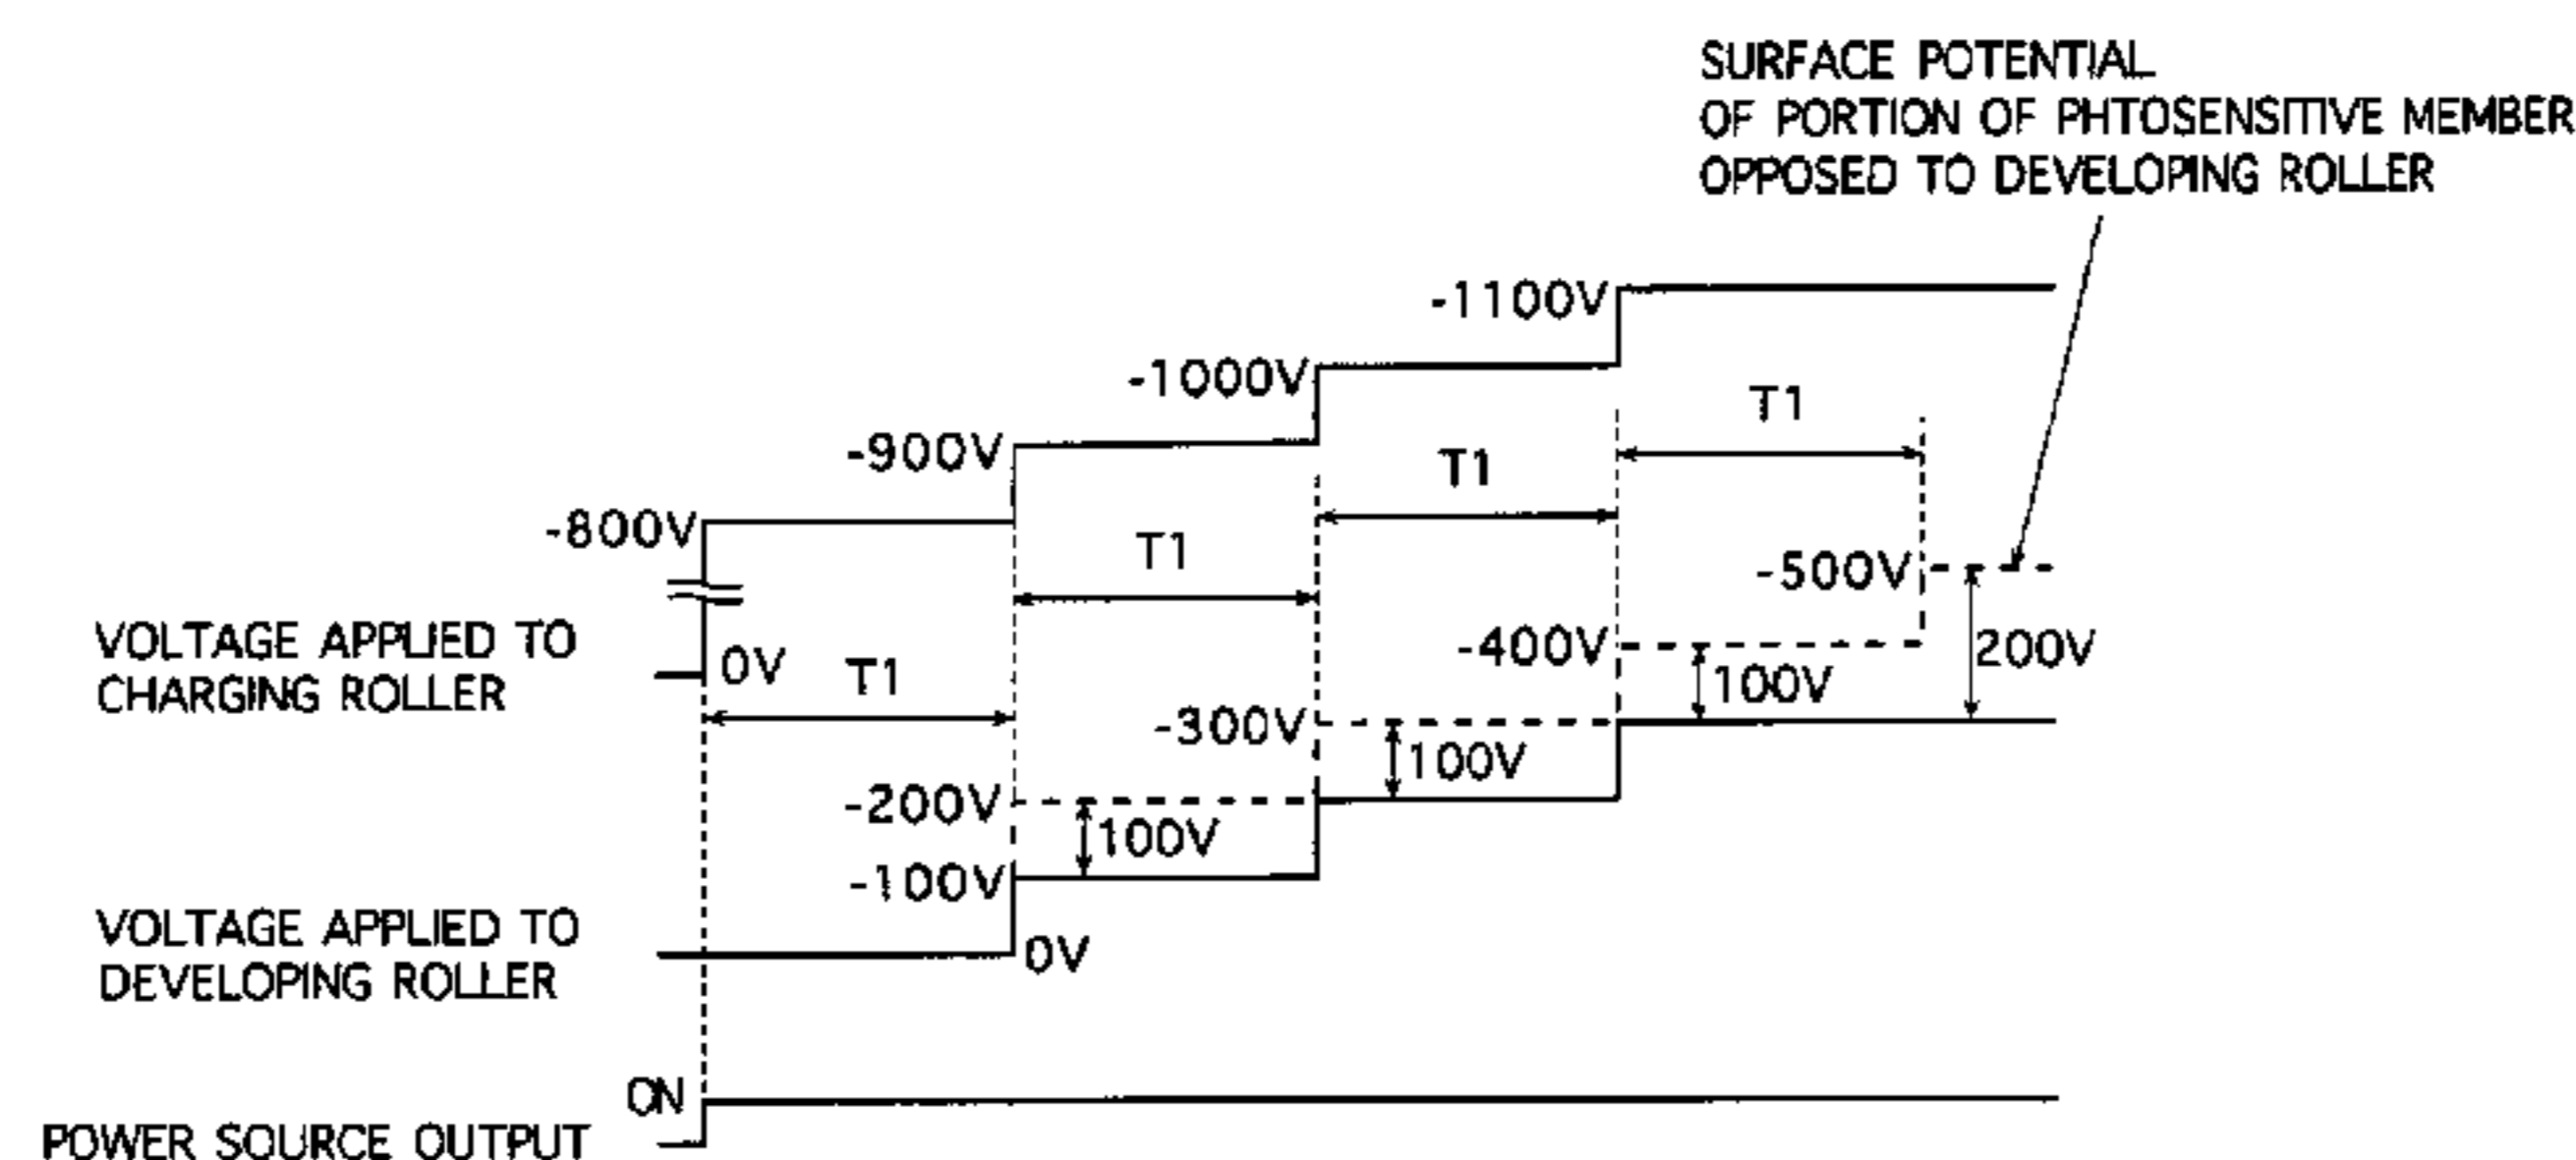 SURFACE POTENTIAL
OF PORTION OF PHTOSENSITIVE MEMBER
OPPOSED TO DEVELOPING ROLLER
-1100V
-1000V
T1
-900V
T1
-800V
T1
-500V
VOLTAGE APPLIED TO
CHARGING ROLLER
0V
T1
-400V
200V
100V
-300V
100V
-200V
100V
-100V
VOLTAGE APPLIED TO
DEVELOPING ROLLER
0V
ON
POWER SOURCE OUTPUT